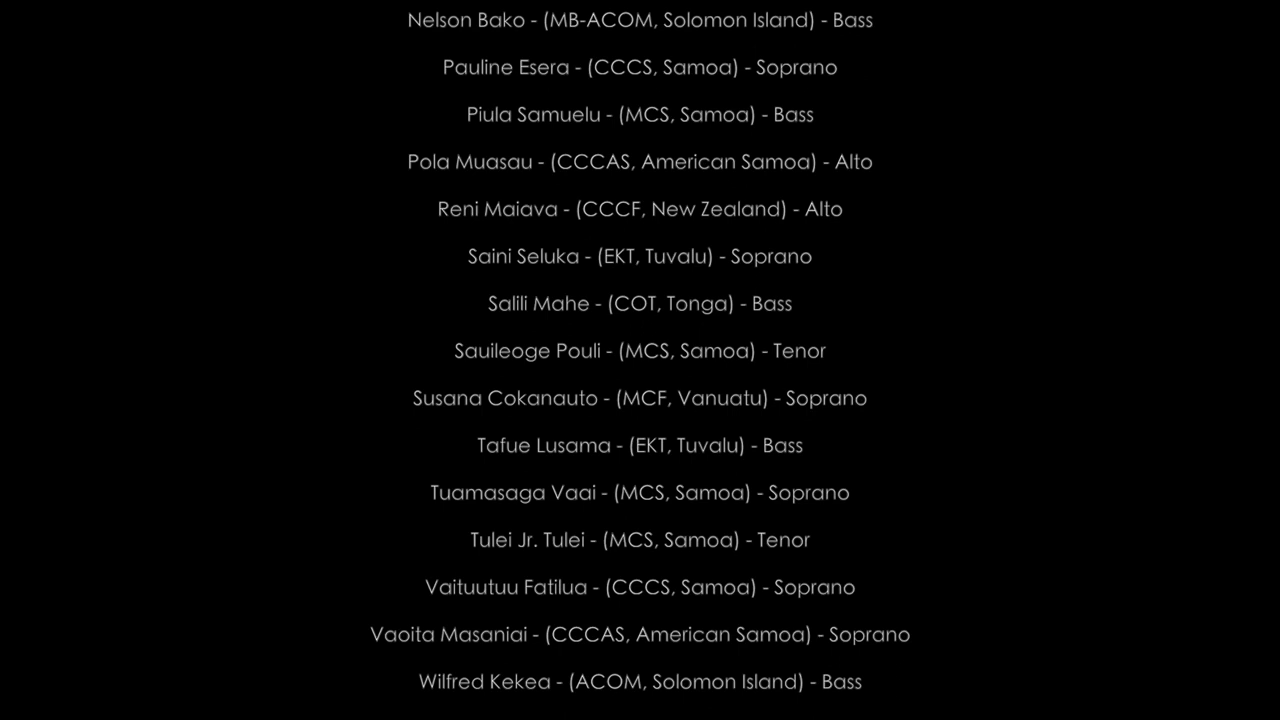 Nelson Bako - (MB-ACOM, Solomon Island) - Bass
Pauline Esera - (CCCS, Samoa) - Soprano
Piula Samuelu - (MCS, Samoa) - Bass
Pola Muasau - (CCCAS, American Samoa) - Alto
Reni Maiava - (CCCF, New Zealand) - Alto
Saini Seluka - (EKT, Tuvalu) - Soprano
Salili Mahe - (COT, Tonga) - Bass
Sauileoge Pouli - (MCS, Samoa) - Tenor
Susana Cokanauto - (MCF, Vanuatu) - Soprano
Tafue Lusama - (EKT, Tuvalu) - Bass
Tuamasaga Vaai - (MCS, Samoa) - Soprano
Tulei Jr. Tulei - (MCS, Samoa) - Tenor
Vaituutuu Fatilua - (CCCS, Samoa) - Soprano
Vaoita Masaniai - (CCCAS, American Samoa) - Soprano
Wilfred Kekea - (ACOM, Solomon Island) - Bass